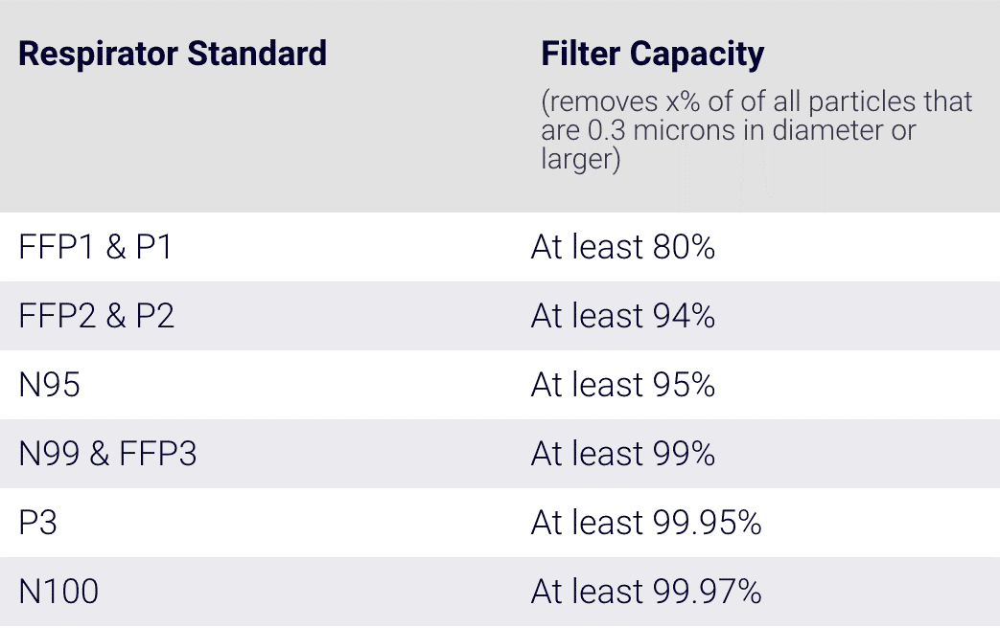 Respirator Standard
Filter Capacity
(removes x% of of all particles that
are 0.3 microns in diameter or
larger)
FFP1 & P1
At least 80%
FFP2 & P2
At least 94%
N95
At least 95%
N99 & FFP3
At least 99%
P3
At least 99.95%
N100
At least 99.97%